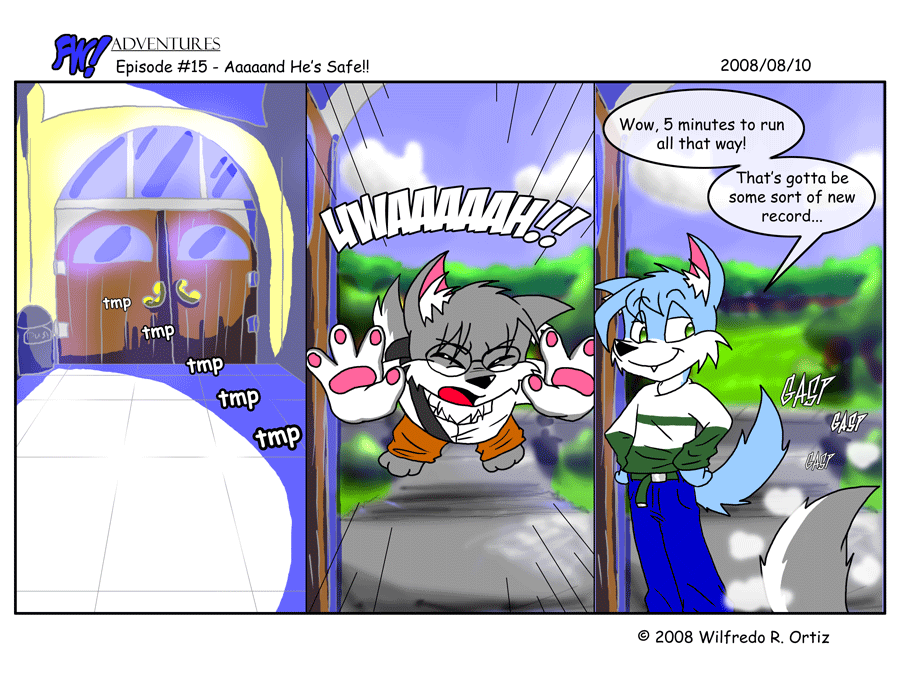 FW! ADVENTURES
Episode #15 - Aaaaand He's Safe!!
2008/08/10
tmp
tmp
tmp
tmp
tmp
UWAAAAAAH!!
Wow, 5 minutes to run
all that way!
That's gotta be
some sort of new
record...
GASP
GASP
GASP
© 2008 Wilfredo R. Ortiz